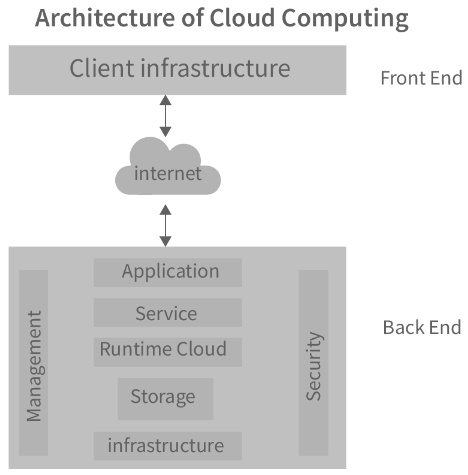 Architecture of Cloud Computing
Client infrastructure
Front End
internet
Application
Service
Runtime Cloud
Storage
infrastructure
Management
Security
Back End